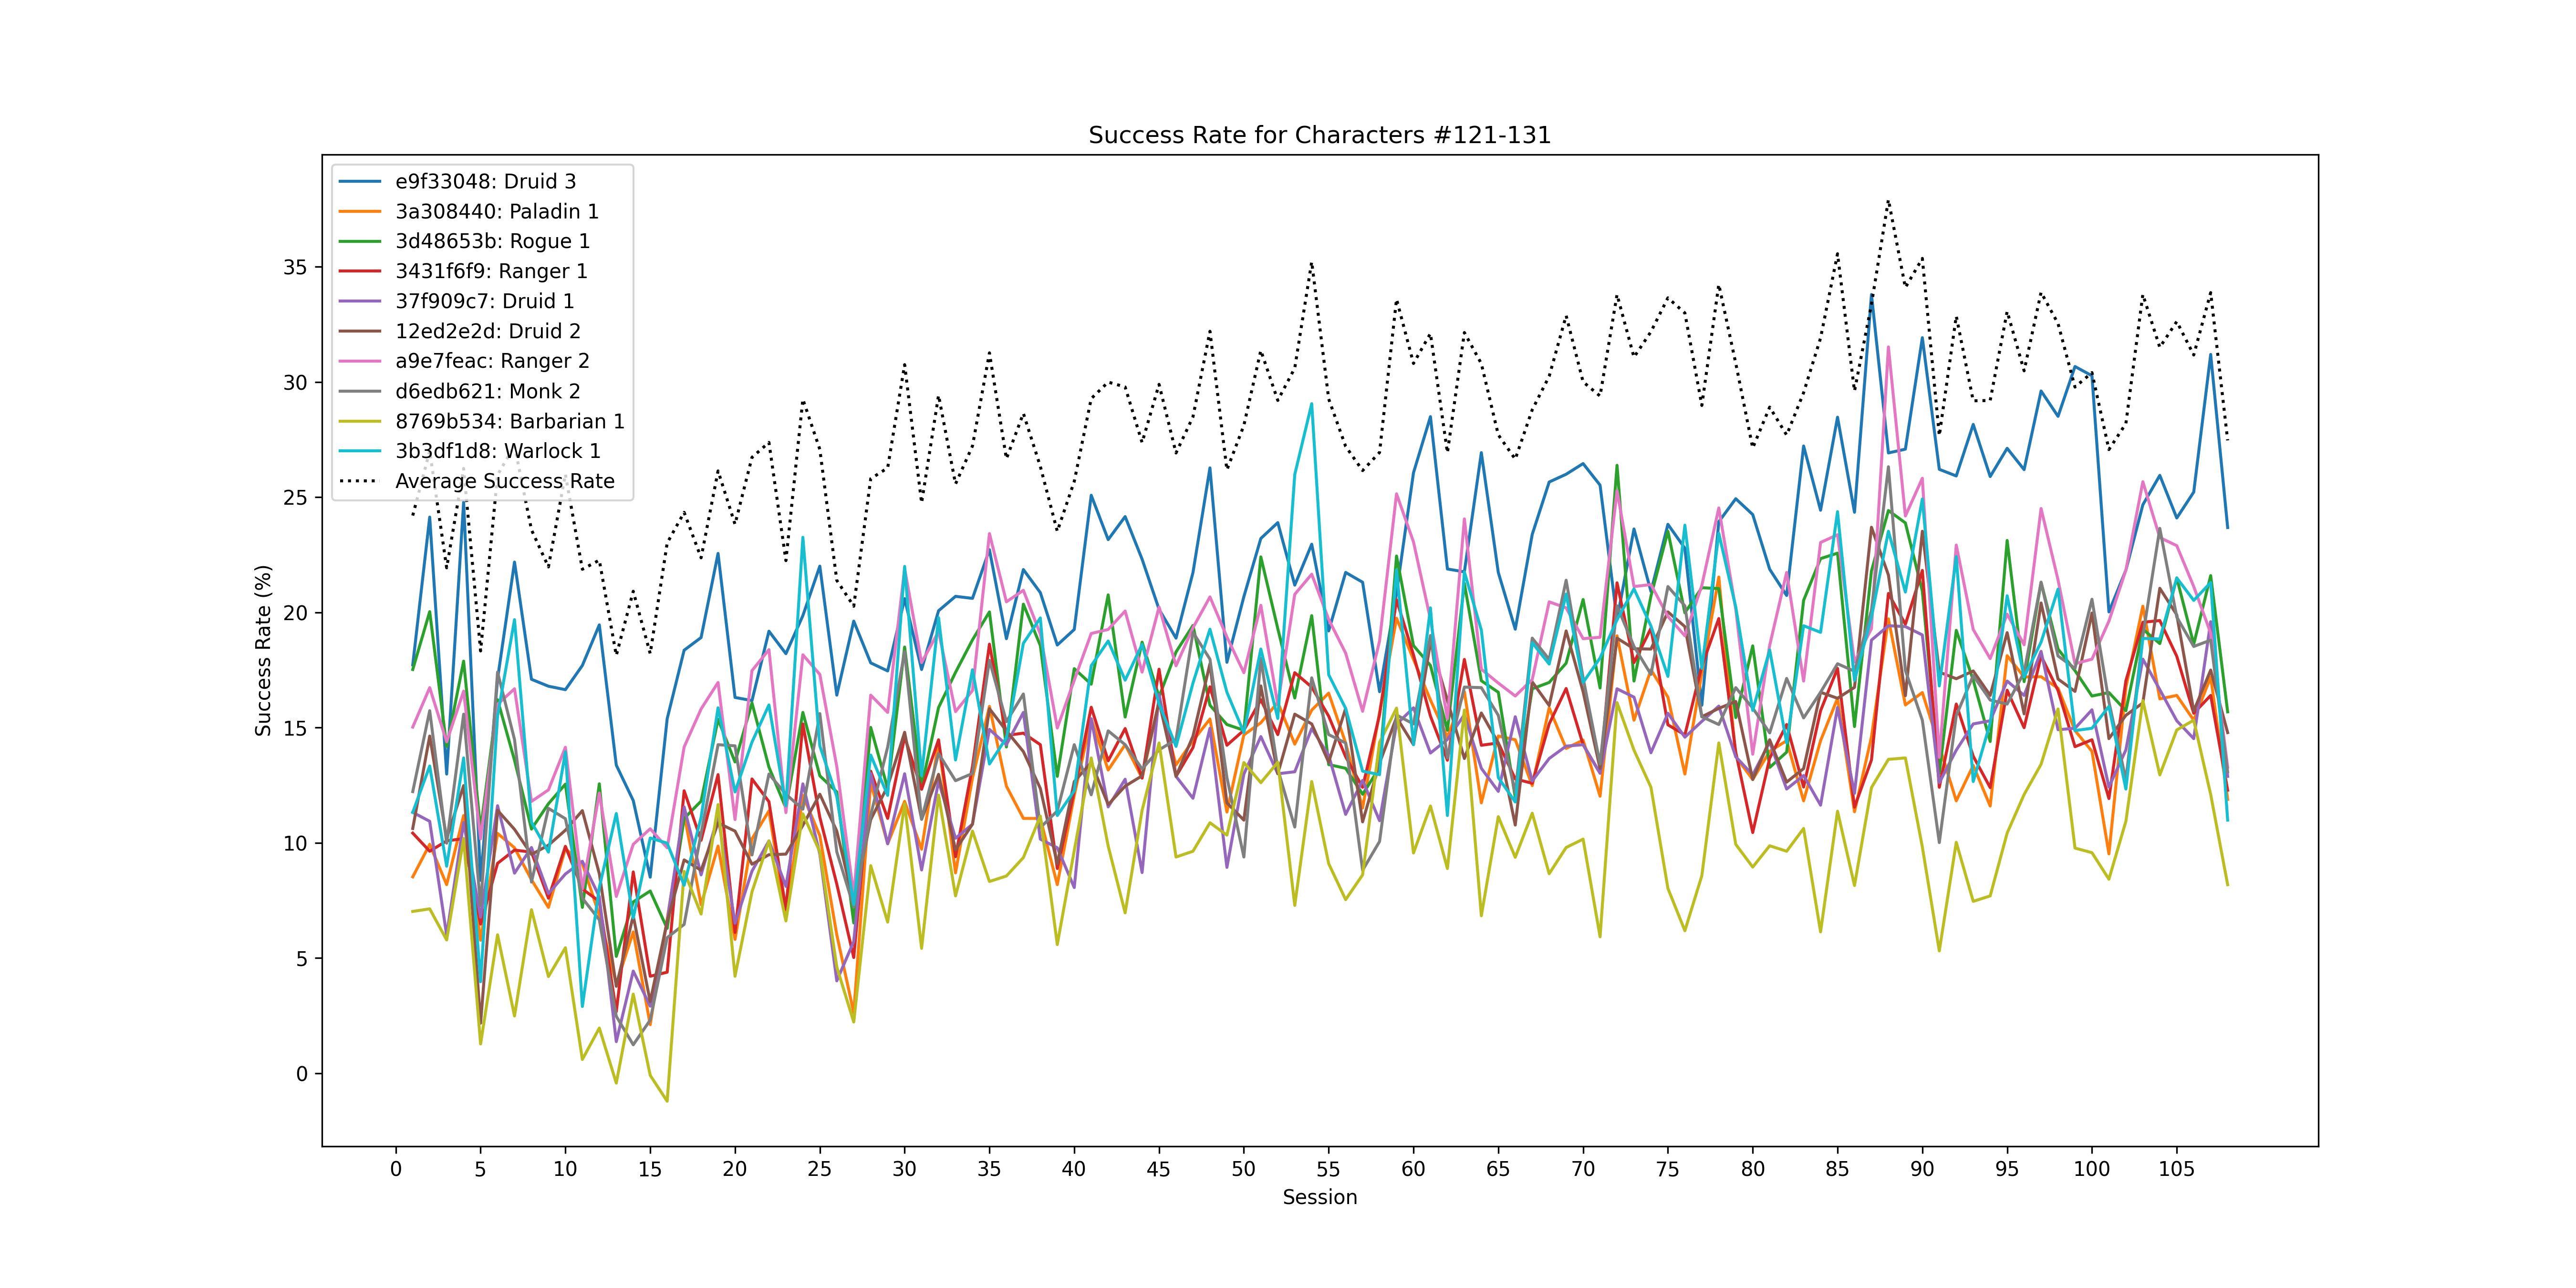 Success Rate for Characters #121-131
e9f33048: Druid 3
3a308440: Paladin 1
3d48653b: Rogue 1
3431f6f9: Ranger 1
37f909c7: Druid 1
12ed2e2d: Druid 2
a9e7feac: Ranger 2
d6edb621: Monk 2
8769b534: Barbarian 1
3b3df1d8: Warlock 1
Average Success Rate
Success Rate (%)
35
30
25
20
15
10
5
0
0 5 10 15 20 25 30 35 40 45 50 55 60 65 70 75 80 85 90 95 100 105
Session